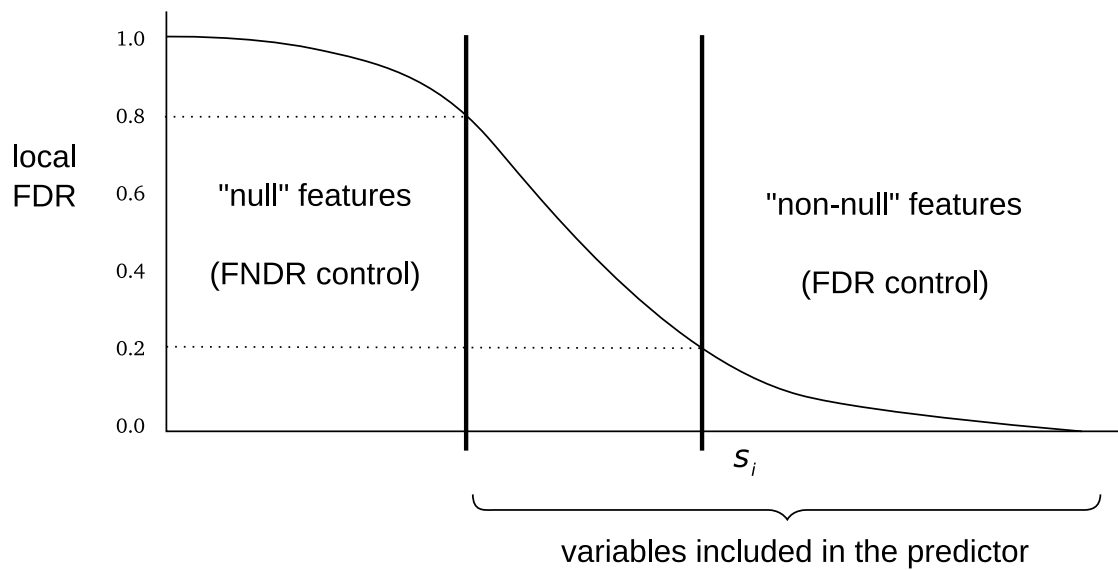 1.0
0.8
local
FDR
0.6
"null" features
"non-null" features
0.4
(FNDR control)
(FDR control)
0.2
0.0
s_i
variables included in the predictor